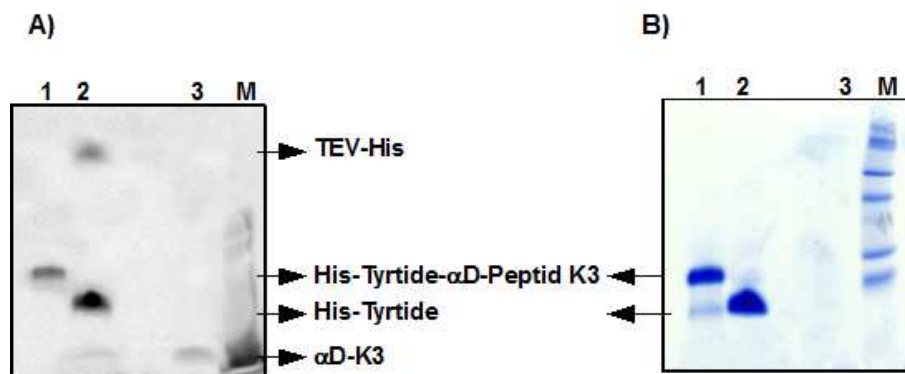 A)
B)
1 2 3 M
1 2 3 M
TEV-His
His-Tyrtide-αD-Peptid K3
His-Tyrtide
αD-K3